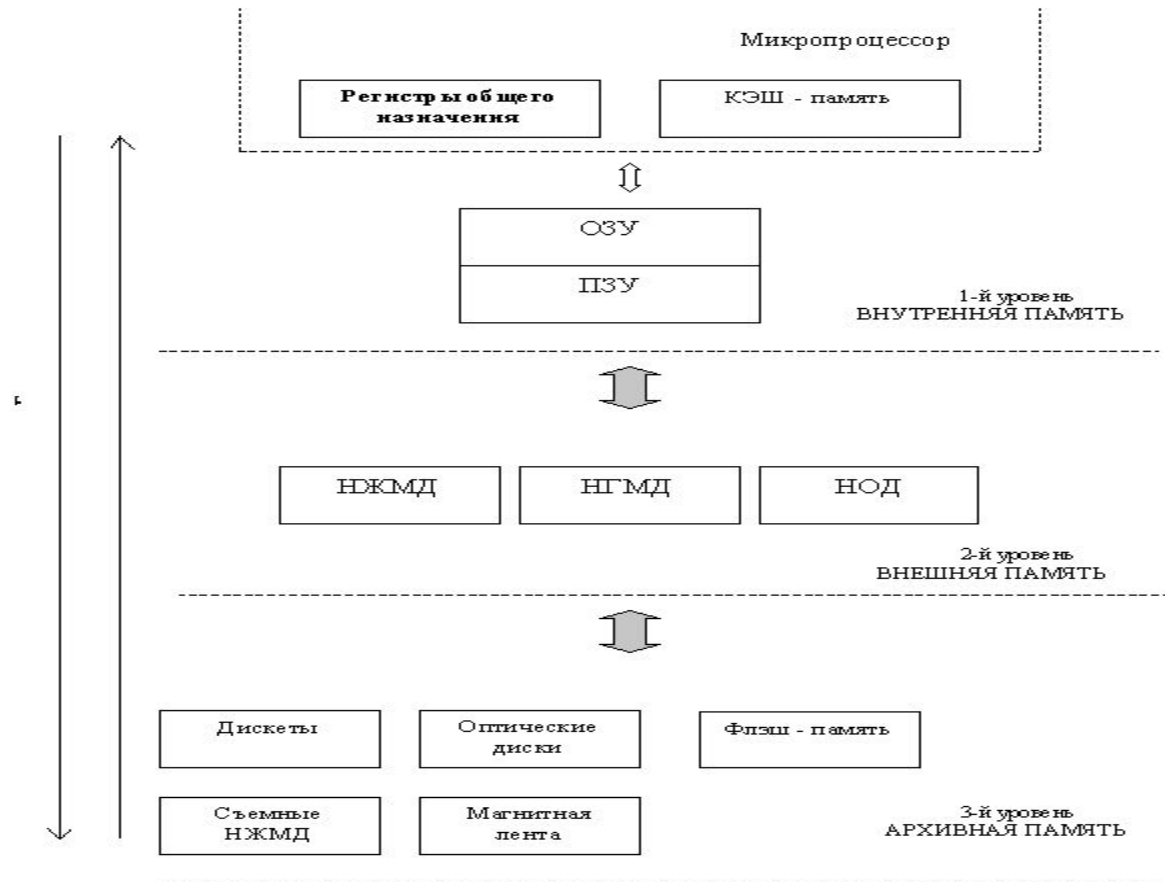 Микропроцессор
Регистры общего
назначения
КЭШ - память
ОЗУ
ПЗУ
1-й уровень
ВНУТРЕННЯЯ ПАМЯТЬ
НЖМД
НГМД
НОД
2-й уровень
ВНЕШНЯЯ ПАМЯТЬ
Дискеты
Оптические
диски
Флэш - память
Съемные
НЖМД
Магнитная
лента
3-й уровень
АРХИВНАЯ ПАМЯТЬ